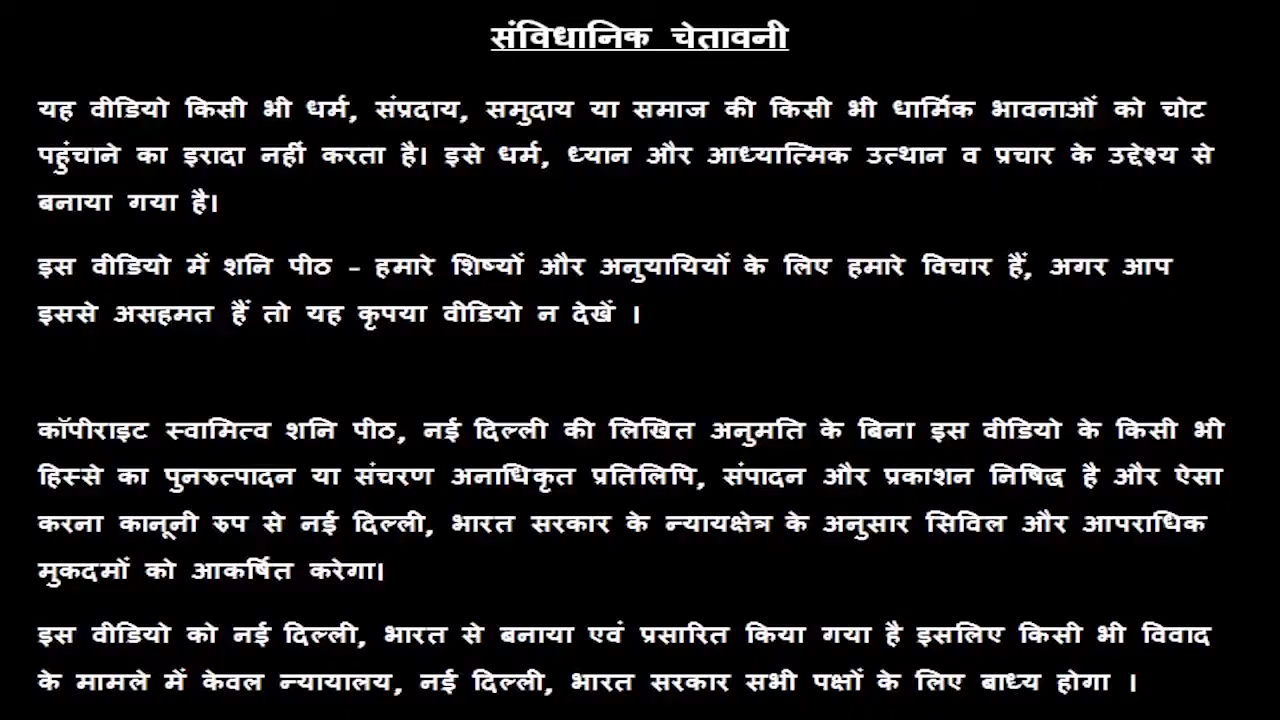 संविधानिक चेतावनी
यह वीडियो किसी भी धर्म, संप्रदाय, समुदाय या समाज की किसी भी धार्मिक भावनाओं को चोट
पहुंचाने का इरादा नहीं करता है। इसे धर्म, ध्यान और आध्यात्मिक उत्थान व प्रचार के उद्देश्य से
बनाया गया है।
इस वीडियो में शनि पीठ – हमारे शिष्यों और अनुयायियों के लिए हमारे विचार हैं, अगर आप
इससे असहमत हैं तो यह कृपया वीडियो न देखें ।
कॉपीराइट स्वामित्व शनि पीठ, नई दिल्ली की लिखित अनुमति के बिना इस वीडियो के किसी भी
हिस्से का पुनरुत्पादन या संचरण अनाधिकृत प्रतिलिपि, संपादन और प्रकाशन निषिद्ध है और ऐसा
करना कानूनी रुप से नई दिल्ली, भारत सरकार के न्यायक्षेत्र के अनुसार सिविल और आपराधिक
मुकदमों को आकर्षित करेगा।
इस वीडियो को नई दिल्ली, भारत से बनाया एवं प्रसारित किया गया है इसलिए किसी भी विवाद
के मामले में केवल न्यायालय, नई दिल्ली, भारत सरकार सभी पक्षों के लिए बाध्य होगा ।